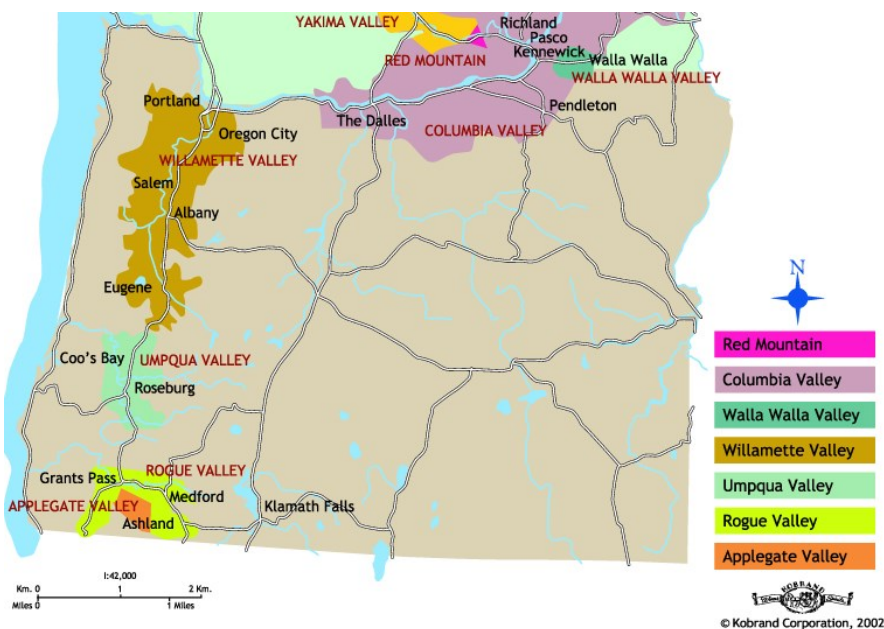 YAKIMA VALLEY
Richland
Pasco
Kennewick
RED MOUNTAIN
Walla Walla
WALLA WALLA VALLEY
Portland
The Dalles
Pendleton
COLUMBIA VALLEY
Oregon City
WILLAMETTE VALLEY
Salem
Albany
Eugene
N
Coo's Bay
UMPQUA VALLEY
Roseburg
Grants Pass
ROGUE VALLEY
Medford
APPLEGATE VALLEY
Ashland
Klamath Falls
Red Mountain
Columbia Valley
Walla Walla Valley
Willamette Valley
Umpqua Valley
Rogue Valley
Applegate Valley
1:42,000
Km. 0 1 2 Km.
Miles 0 1 Miles
KOBRAND
© Kobrand Corporation, 2002